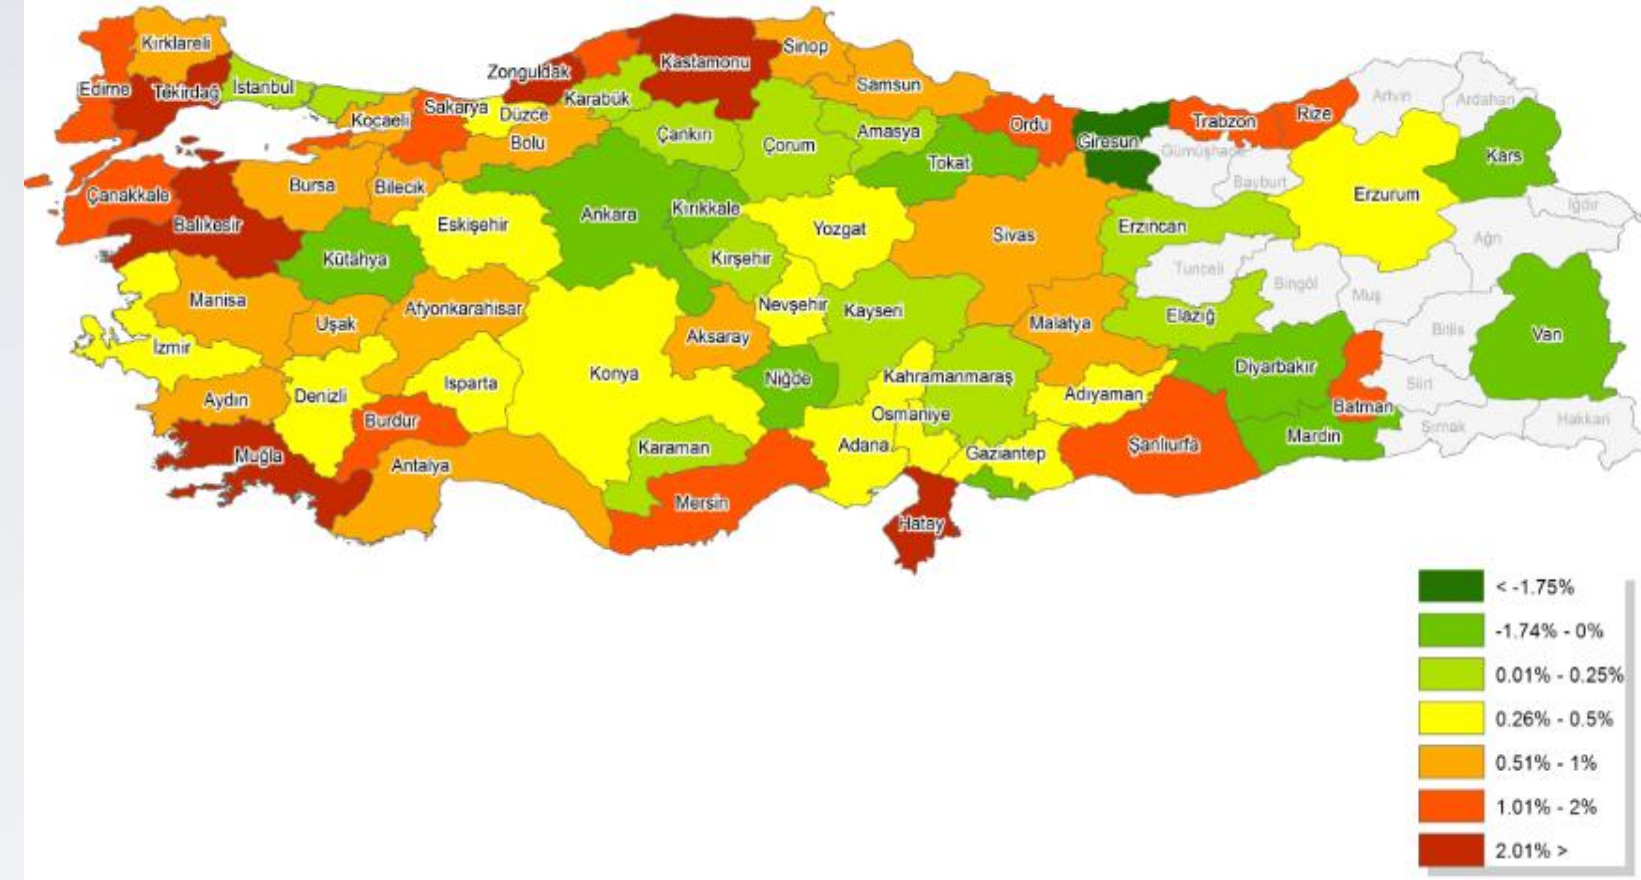 Kırklareli
Edirne
Tekirdağ
İstanbul
Zonguldak
Kastamonu
Sinop
Samsun
Karabük
Sakarya
Düzce
Kocaeli
Bolu
Çankırı
Çorum
Amasya
Tokat
Ordu
Giresun
Trabzon
Rize
Artvin
Ardahan
Gümüşhane
Bayburt
Kars
Iğdır
Erzurum
Ağrı
Çanakkale
Balıkesir
Bursa
Bilecik
Kütahya
Eskişehir
Ankara
Kırıkkale
Kırşehir
Yozgat
Sivas
Erzincan
Tunceli
Bingöl
Muş
Bitlis
Van
Manisa
Uşak
Afyonkarahisar
Nevşehir
Kayseri
Malatya
Elazığ
Aksaray
İzmir
Konya
Niğde
Kahramanmaraş
Diyarbakır
Siirt
Aydın
Denizli
Isparta
Adıyaman
Batman
Burdur
Osmaniye
Mardin
Şırnak
Hakkari
Muğla
Antalya
Karaman
Adana
Gaziantep
Şanlıurfa
Mersin
Hatay
< -1.75%
-1.74% - 0%
0.01% - 0.25%
0.26% - 0.5%
0.51% - 1%
1.01% - 2%
2.01% >